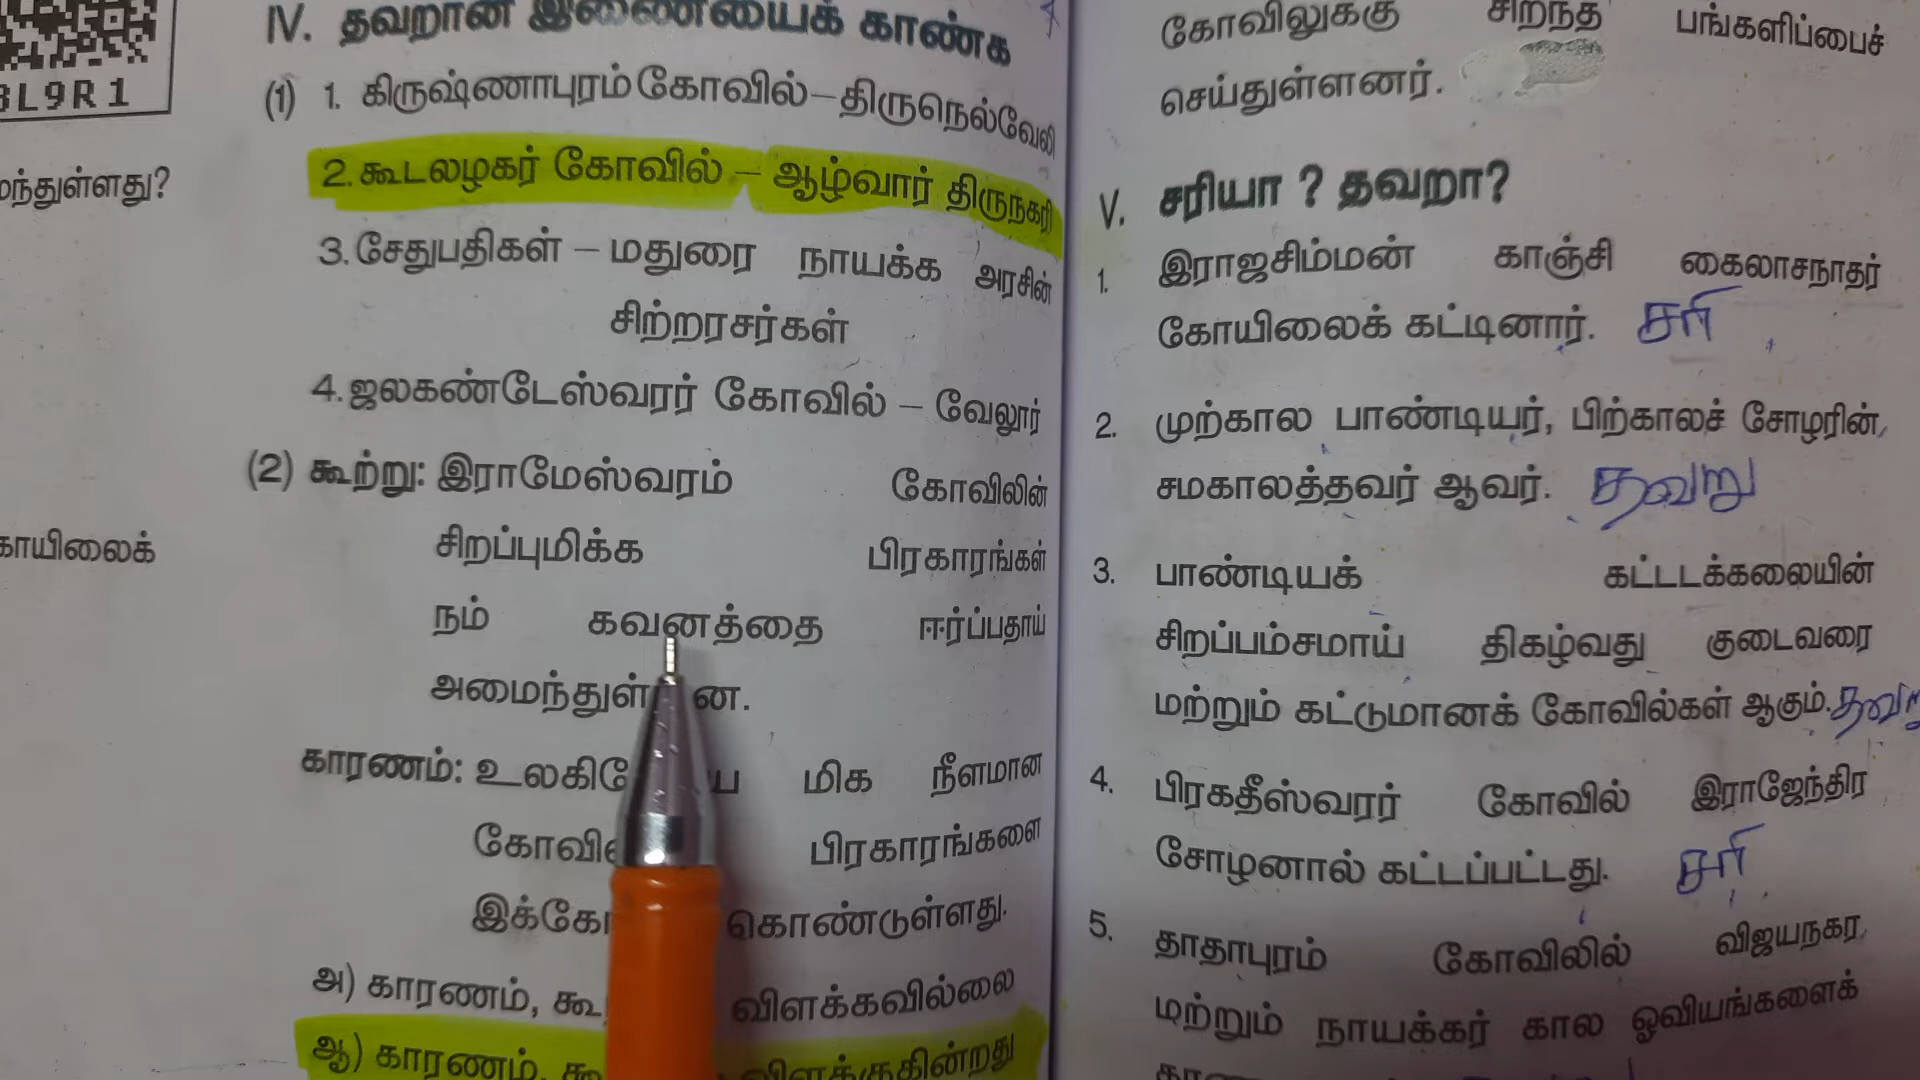 3L9R1
ந்துள்ளது?
காயிலைக்
IV. தவறான இணையைக் காண்க
(1) 1. கிருஷ்ணாபுரம்கோவில்–திருநெல்வேலி
2.கூடலழகர் கோவில் – ஆழ்வார் திருநகரி
3.சேதுபதிகள் – மதுரை நாயக்க அரசின்
சிற்றரசர்கள்
4.ஜலகண்டேஸ்வரர் கோவில் – வேலூர்
(2) கூற்று: இராமேஸ்வரம் கோவிலின்
சிறப்புமிக்க பிரகாரங்கள்
நம் கவனத்தை ஈர்ப்பதாய்
அமைந்துள் ன.
காரணம்: மிக நீளமான
பிரகாரங்களை
கொண்டுள்ளது.
அ) காரணம், விளக்கவில்லை
ஆ) காரணம், விளக்குகின்றது
கோவிலுக்கு சிறந்த பங்களிப்பைச்
செய்துள்ளனர்.
V. சரியா ? தவறா?
1. இராஜசிம்மன் காஞ்சி கைலாசநாதர்
கோயிலைக் கட்டினார். சரி
2. முற்கால பாண்டியர், பிற்காலச் சோழரின்
சமகாலத்தவர் ஆவர். தவறு
3. பாண்டியக் கட்டடக்கலையின்
சிறப்பம்சமாய் திகழ்வது குடைவரை
மற்றும் கட்டுமானக் கோவில்கள் ஆகும். தவறு
4. பிரகதீஸ்வரர் கோவில் இராஜேந்திர
சோழனால் கட்டப்பட்டது. சரி
5. தாதாபுரம் கோவிலில் விஜயநகர
மற்றும் நாயக்கர் கால ஓவியங்களைக்